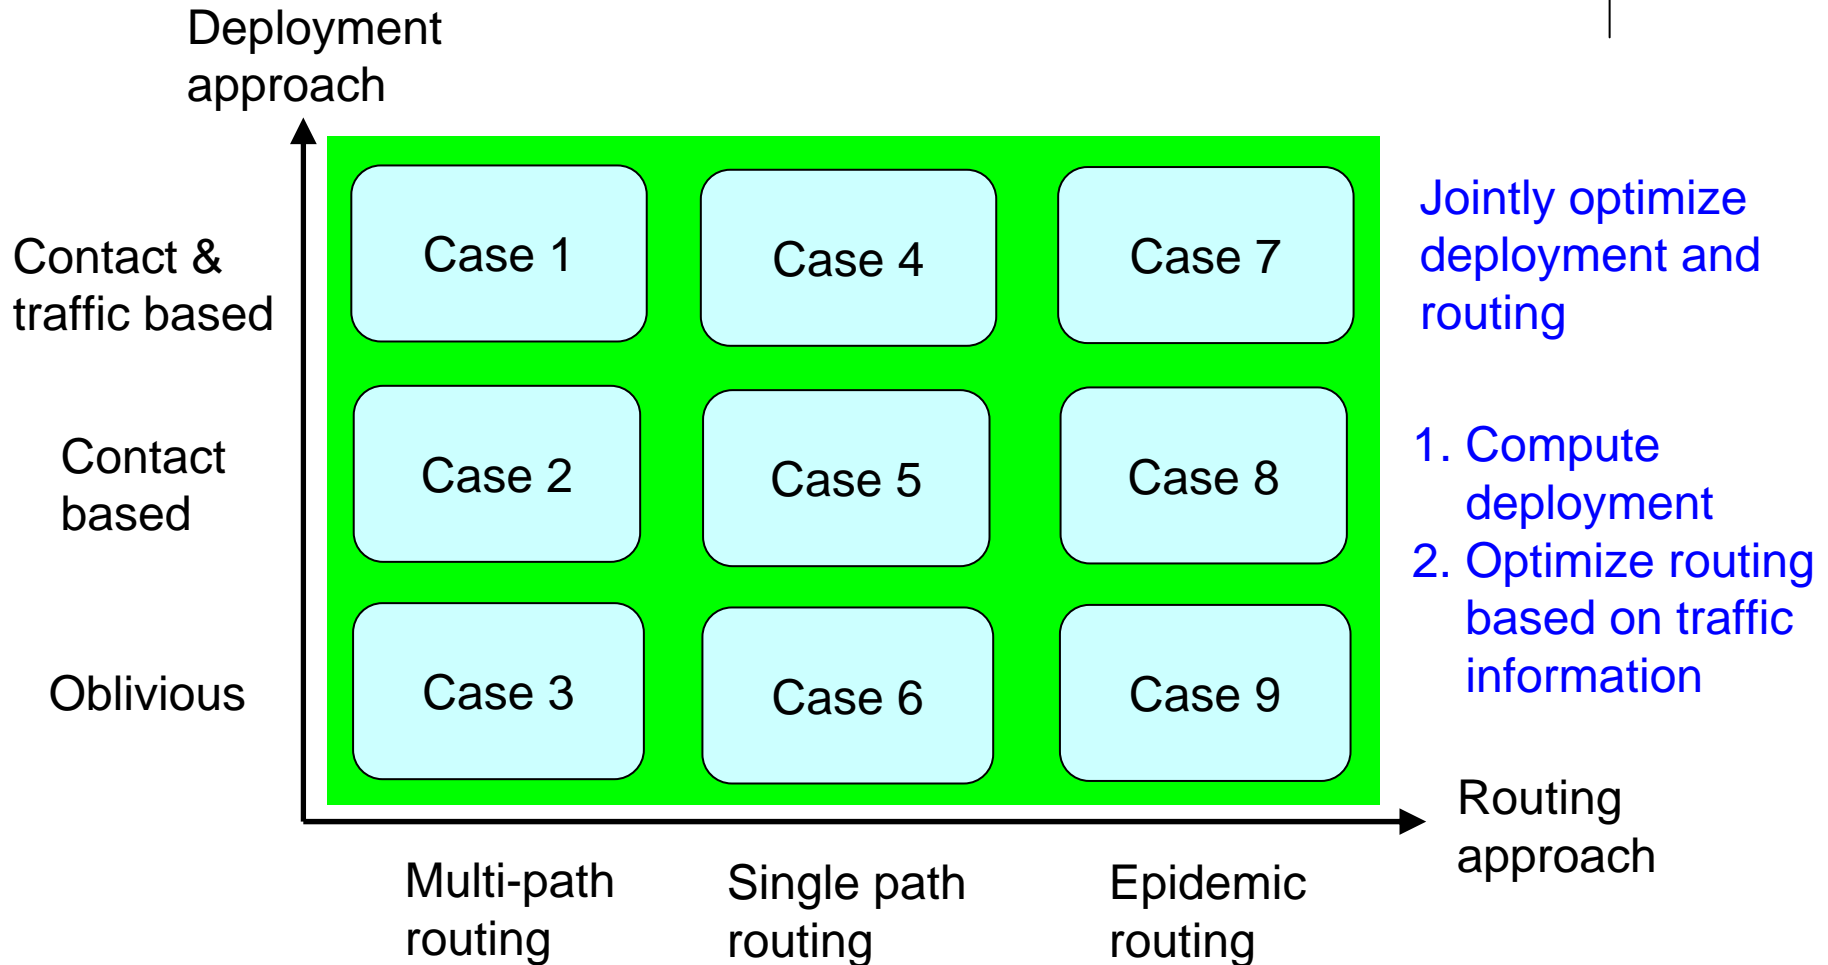 Deployment
approach
Contact &
traffic based
Case 1
Case 4
Case 7
Jointly optimize
deployment and
routing
Contact
based
Case 2
Case 5
Case 8
1. Compute
deployment
2. Optimize routing
based on traffic
information
Oblivious
Case 3
Case 6
Case 9
Routing
approach
Multi-path
routing
Single path
routing
Epidemic
routing